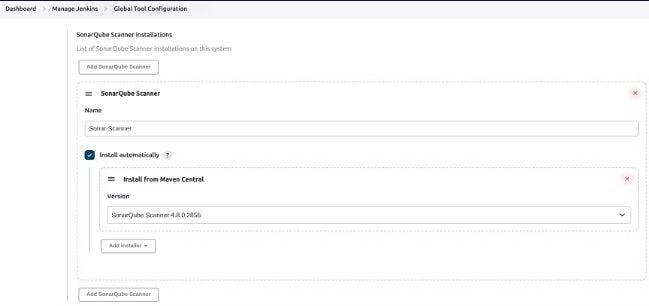 Dashboard > Manage Jenkins > Global Tool Configuration
SonarQube Scanner installations
List of SonarQube Scanner installations on this system
Add SonarQube Scanner
SonarQube Scanner
Name
Sonar-Scanner
Install automatically ?
Install from Maven Central
Version
SonarQube Scanner 4.8.0.2856
Add Installer
Add SonarQube Scanner